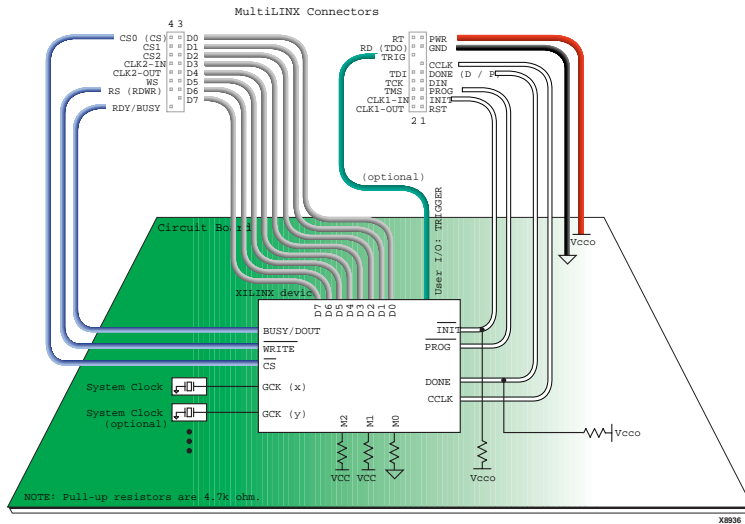 MultiLINX Connectors
4 3
CS0 (CS)
CS1
CS2
CLK2-IN
CLK2-OUT
WS
RS (RDWR)
RDY/BUSY
D0
D1
D2
D3
D4
D5
D6
D7
RT
RD (TDO)
TRIG
TDI
TCK
TMS
CLK1-IN
CLK1-OUT
PWR
GND
CCLK
DONE (D / P)
DIN
PROG
INIT
RST
2 1
(optional)
User I/O: TRIGGER
Vcco
Circuit Board
XILINX device
D7
D6
D5
D4
D3
D2
D1
D0
BUSY/DOUT
WRITE
CS
GCK (x)
GCK (y)
INIT
PROG
DONE
CCLK
System Clock
System Clock
(optional)
M2
M1
M0
VCC
VCC
Vcco
Vcco
NOTE: Pull-up resistors are 4.7k ohm.
X8936